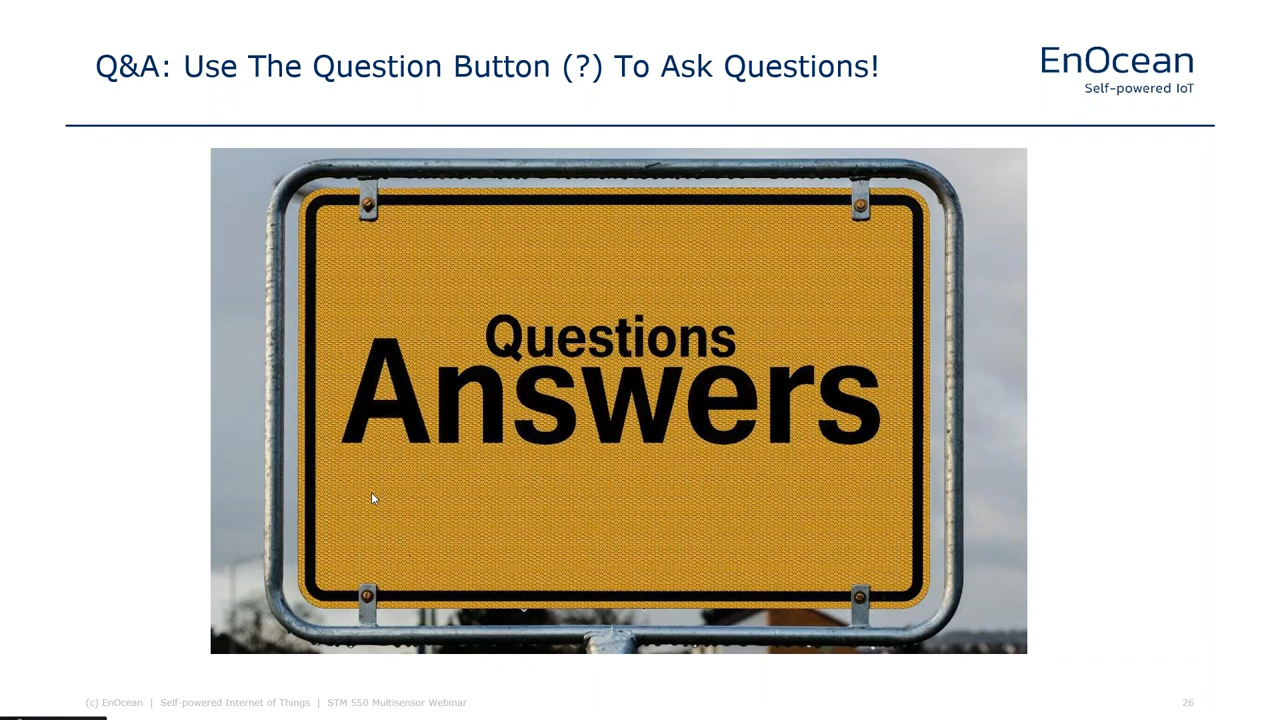 Q&A: Use The Question Button (?) To Ask Questions!
EnOcean
Self-powered IoT
Questions
Answers
(c) EnOcean | Self-powered Internet of Things | STM 550 Multisensor Webinar
26